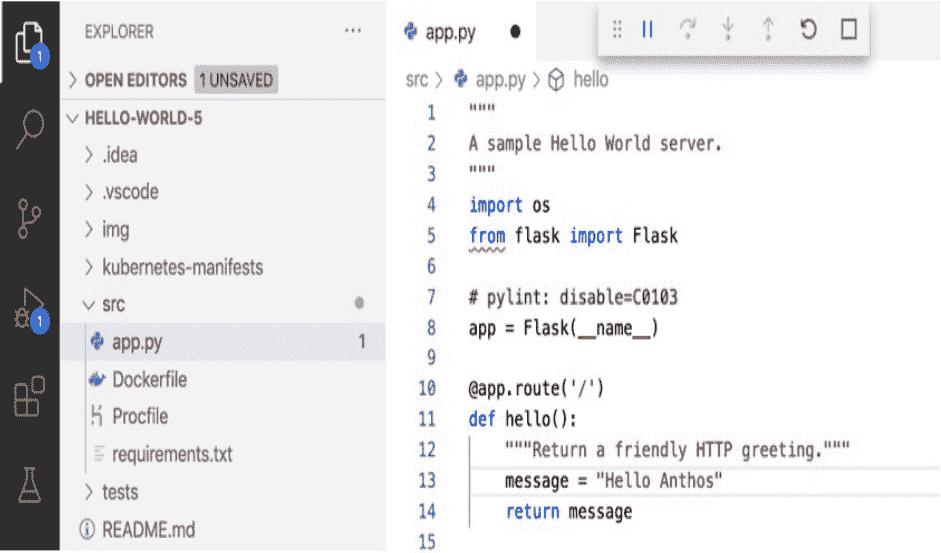 EXPLORER
OPEN EDITORS 1 UNSAVED
HELLO-WORLD-5
.idea
.vscode
img
kubernetes-manifests
src
app.py 1
Dockerfile
Procfile
requirements.txt
tests
README.md
1
1
app.py
src > app.py > hello
1 """
2 A sample Hello World server.
3 """
4 import os
5 from flask import Flask
6
7 # pylint: disable=C0103
8 app = Flask(__name__)
9
10 @app.route('/')
11 def hello():
12 """Return a friendly HTTP greeting."""
13 message = "Hello Anthos"
14 return message
15